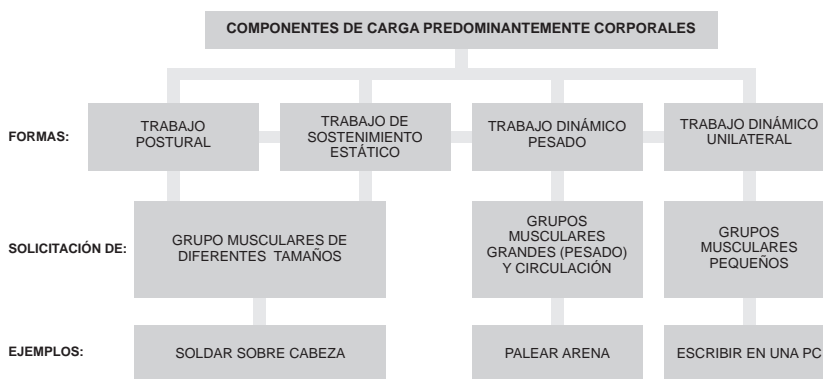 COMPONENTES DE CARGA PREDOMINANTEMENTE CORPORALES
FORMAS:
TRABAJO
POSTURAL
TRABAJO DE
SOSTENIMIENTO
ESTÁTICO
TRABAJO DINÁMICO
PESADO
TRABAJO DINÁMICO
UNILATERAL
SOLICITACIÓN DE:
GRUPO MUSCULARES DE
DIFERENTES TAMAÑOS
GRUPOS
MUSCULARES
GRANDES (PESADO)
Y CIRCULACIÓN
GRUPOS
MUSCULARES
PEQUEÑOS
EJEMPLOS:
SOLDAR SOBRE CABEZA
PALEAR ARENA
ESCRIBIR EN UNA PC